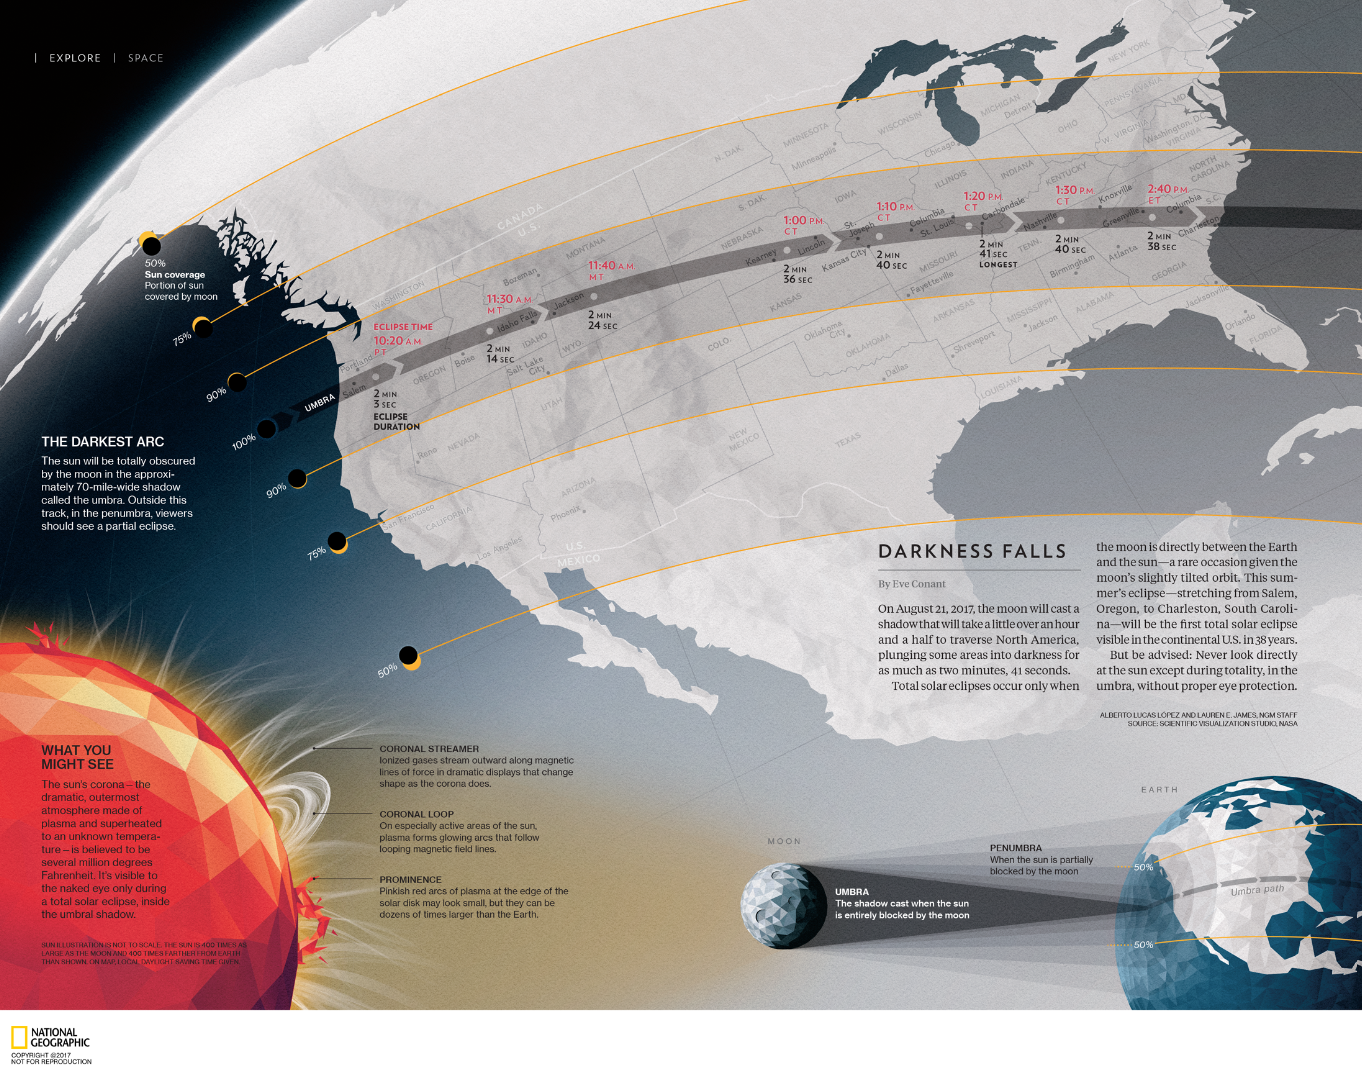 | EXPLORE | SPACE
50%
Sun coverage
Portion of sun
covered by moon
75%
90%
100%
90%
75%
50%
UMBRA
THE DARKEST ARC
The sun will be totally obscured
by the moon in the approxi-
mately 70-mile-wide shadow
called the umbra. Outside this
track, in the penumbra, viewers
should see a partial eclipse.
ECLIPSE TIME
10:20 A.M.
PT
2 MIN
3 SEC
ECLIPSE
DURATION
11:30 A.M.
MT
2 MIN
14 SEC
11:40 A.M.
MT
2 MIN
24 SEC
1:00 P.M.
CT
2 MIN
36 SEC
1:10 P.M.
CT
2 MIN
40 SEC
1:20 P.M.
CT
2 MIN
41 SEC
LONGEST
1:30 P.M.
CT
2 MIN
40 SEC
2:40 P.M.
ET
2 MIN
38 SEC
CANADA
U.S.
WASHINGTON
Portland
Salem
OREGON
Boise
IDAHO
Idaho Falls
Jackson
Bozeman
MONTANA
WYO.
Salt Lake
City
UTAH
NEVADA
Reno
San Francisco
CALIFORNIA
Los Angeles
ARIZONA
Phoenix
U.S.
MEXICO
NEW
MEXICO
COLO.
TEXAS
Dallas
N. DAK.
S. DAK.
NEBRASKA
Kearney
Lincoln
KANSAS
Oklahoma
City
OKLAHOMA
MINNESOTA
Minneapolis
IOWA
St.
Joseph
Kansas City
Columbia
St. Louis
MISSOURI
Fayetteville
ARKANSAS
Shreveport
LOUISIANA
WISCONSIN
MICHIGAN
Detroit
Chicago
ILLINOIS
INDIANA
OHIO
Carbondale
KENTUCKY
Nashville
TENN.
Knoxville
MISSISSIPPI
Jackson
ALABAMA
Birmingham
Atlanta
GEORGIA
Greenville
Columbia
S.C.
Charleston
NORTH
CAROLINA
VIRGINIA
W. VIRGINIA
Washington, D.C.
MD.
PENNSYLVANIA
NEW YORK
Jacksonville
Orlando
FLORIDA
DARKNESS FALLS
By Eve Conant
On August 21, 2017, the moon will cast a
shadow that will take a little over an hour
and a half to traverse North America,
plunging some areas into darkness for
as much as two minutes, 41 seconds.
Total solar eclipses occur only when
the moon is directly between the Earth
and the sun—a rare occasion given the
moon's slightly tilted orbit. This sum-
mer's eclipse—stretching from Salem,
Oregon, to Charleston, South Caroli-
na—will be the first total solar eclipse
visible in the continental U.S. in 38 years.
But be advised: Never look directly
at the sun except during totality, in the
umbra, without proper eye protection.
ALBERTO LUCAS LÓPEZ AND LAUREN E. JAMES, NGM STAFF
SOURCE: SCIENTIFIC VISUALIZATION STUDIO, NASA
WHAT YOU
MIGHT SEE
The sun's corona—the
dramatic, outermost
atmosphere made of
plasma and superheated
to an unknown tempera-
ture—is believed to be
several million degrees
Fahrenheit. It's visible to
the naked eye only during
a total solar eclipse, inside
the umbral shadow.
SUN ILLUSTRATION IS NOT TO SCALE. THE SUN IS 400 TIMES AS
LARGE AS THE MOON AND 400 TIMES FARTHER FROM EARTH
THAN SHOWN. ON MAP, LOCAL DAYLIGHT SAVING TIME GIVEN.
CORONAL STREAMER
Ionized gases stream outward along magnetic
lines of force in dramatic displays that change
shape as the corona does.
CORONAL LOOP
On especially active areas of the sun,
plasma forms glowing arcs that follow
looping magnetic field lines.
PROMINENCE
Pinkish red arcs of plasma at the edge of the
solar disk may look small, but they can be
dozens of times larger than the Earth.
MOON
UMBRA
The shadow cast when the sun
is entirely blocked by the moon
PENUMBRA
When the sun is partially
blocked by the moon
EARTH
50%
Umbra path
50%
NATIONAL
GEOGRAPHIC
COPYRIGHT @2017
NOT FOR REPRODUCTION